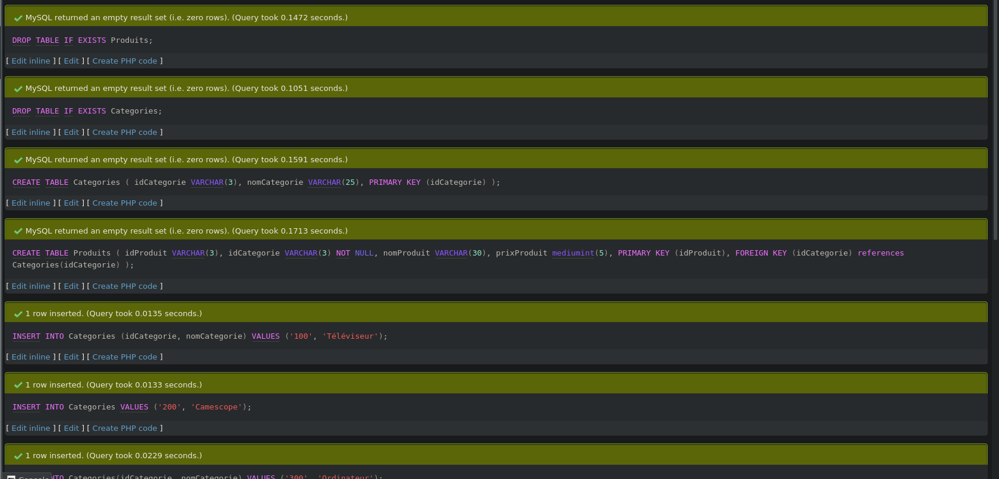 MySQL returned an empty result set (i.e. zero rows). (Query took 0.1472 seconds.)
DROP TABLE IF EXISTS Produits;
[ Edit inline ] [ Edit ] [ Create PHP code ]
MySQL returned an empty result set (i.e. zero rows). (Query took 0.1051 seconds.)
DROP TABLE IF EXISTS Categories;
[ Edit inline ] [ Edit ] [ Create PHP code ]
MySQL returned an empty result set (i.e. zero rows). (Query took 0.1591 seconds.)
CREATE TABLE Categories ( idCategorie VARCHAR(3), nomCategorie VARCHAR(25), PRIMARY KEY (idCategorie) );
[ Edit inline ] [ Edit ] [ Create PHP code ]
MySQL returned an empty result set (i.e. zero rows). (Query took 0.1713 seconds.)
CREATE TABLE Produits ( idProduit VARCHAR(3), idCategorie VARCHAR(3) NOT NULL, nomProduit VARCHAR(30), prixProduit mediumint(5), PRIMARY KEY (idProduit), FOREIGN KEY (idCategorie) references
Categories(idCategorie) );
[ Edit inline ] [ Edit ] [ Create PHP code ]
1 row inserted. (Query took 0.0135 seconds.)
INSERT INTO Categories (idCategorie, nomCategorie) VALUES ('100', 'Téléviseur');
[ Edit inline ] [ Edit ] [ Create PHP code ]
1 row inserted. (Query took 0.0133 seconds.)
INSERT INTO Categories VALUES ('200', 'Camescope');
[ Edit inline ] [ Edit ] [ Create PHP code ]
1 row inserted. (Query took 0.0229 seconds.)
Console NTO Categories(idCategorie, nomCategorie) VALUES ('300', 'Ordinateur');